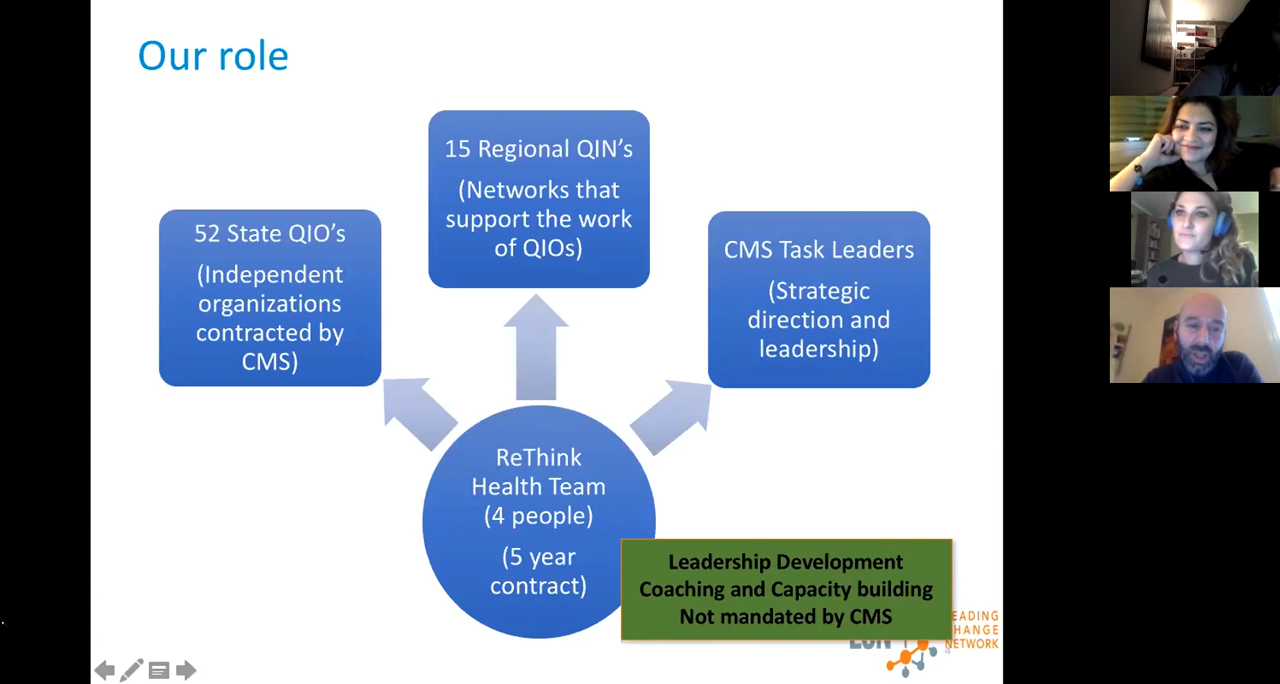 Our role
15 Regional QIN's
(Networks that
support the work
of QIOs)
52 State QIO's
(Independent
organizations
contracted by
CMS)
CMS Task Leaders
(Strategic
direction and
leadership)
ReThink
Health Team
(4 people)
(5 year
contract)
Leadership Development
Coaching and Capacity building
Not mandated by CMS
EADING
HANGE
NETWORK